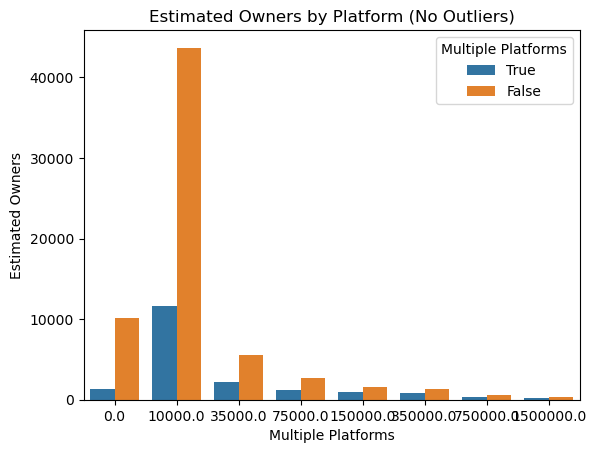 Estimated Owners by Platform (No Outliers)
Multiple Platforms
True
False
Estimated Owners
40000
30000
20000
10000
0
0.0 10000.0 35000.0 75000.0 150000.0 350000.0 750000.0 1500000.0
Multiple Platforms